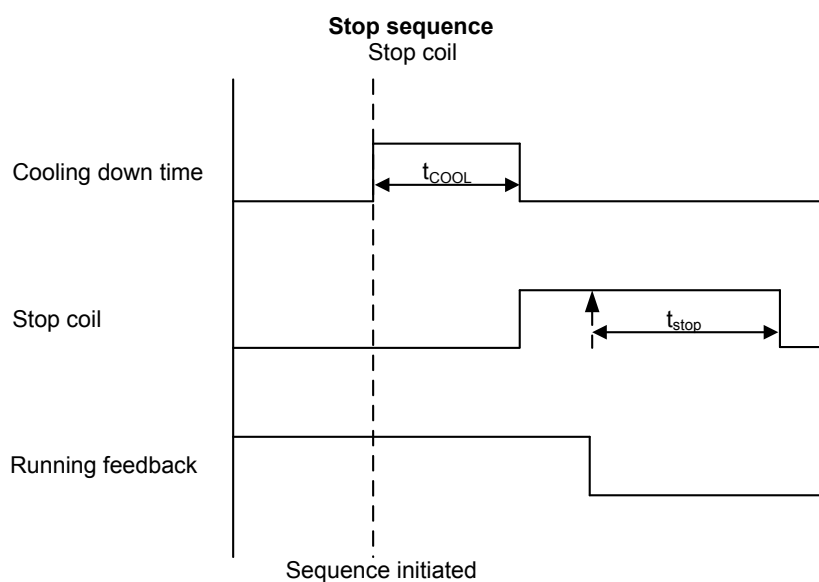 Stop sequence
Stop coil
Cooling down time
tCOOL
Stop coil
tstop
Running feedback
Sequence initiated